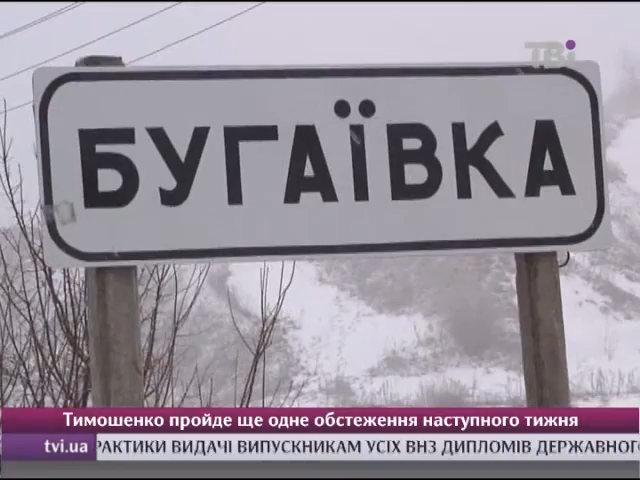 ТВі
БУГАЇВКА
Тимошенко пройде ще одне обстеження наступного тижня
tvi.ua
РАКТИКИ ВИДАЧІ ВИПУСКНИКАМ УСІХ ВНЗ ДИПЛОМІВ ДЕРЖАВНОГО